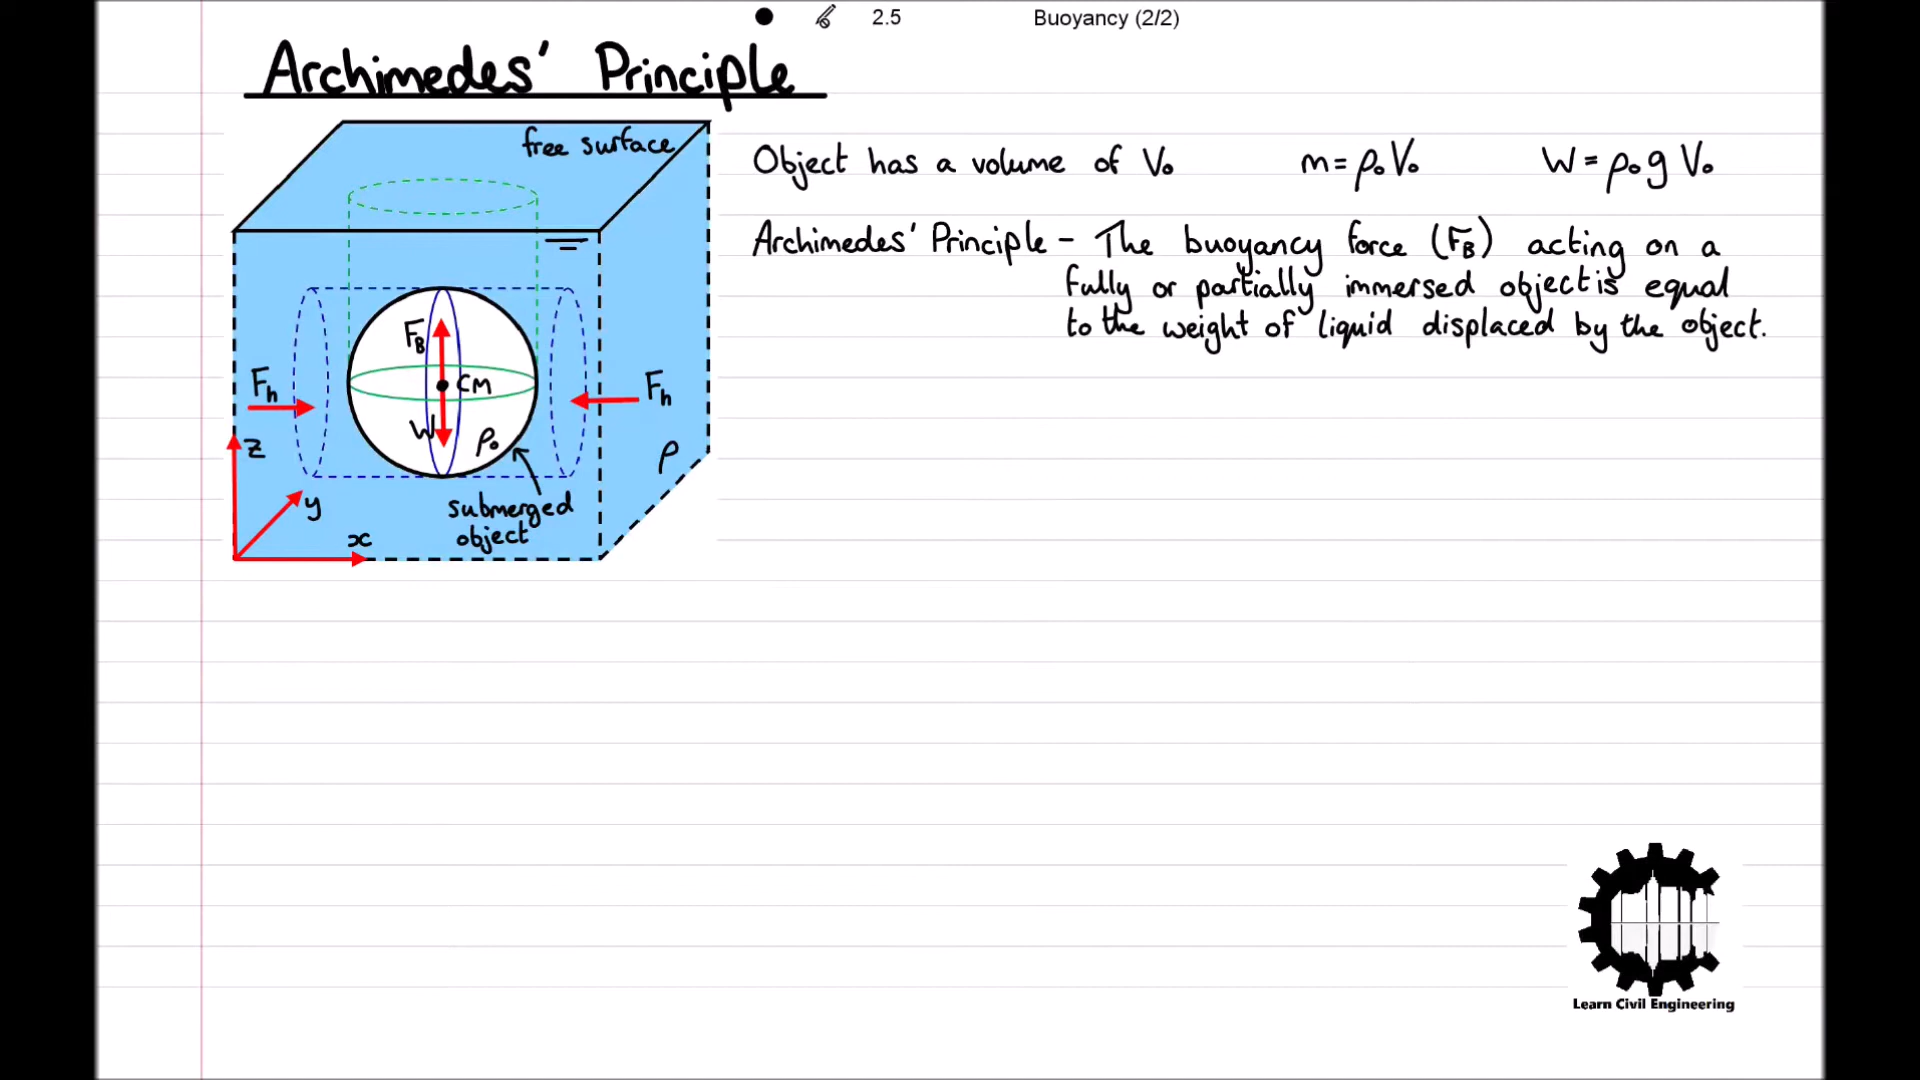 2.5 Buoyancy (2/2)
Archimedes' Principle
free surface
Object has a volume of V₀ m = ρ₀V₀ W = ρ₀ g V₀
Archimedes' Principle - The buoyancy force (F_B) acting on a
fully or partially immersed object is equal
to the weight of liquid displaced by the object.
F_B
CM
F_h
F_h
W
ρ₀
z
ρ
y
submerged
object
x
Learn Civil Engineering